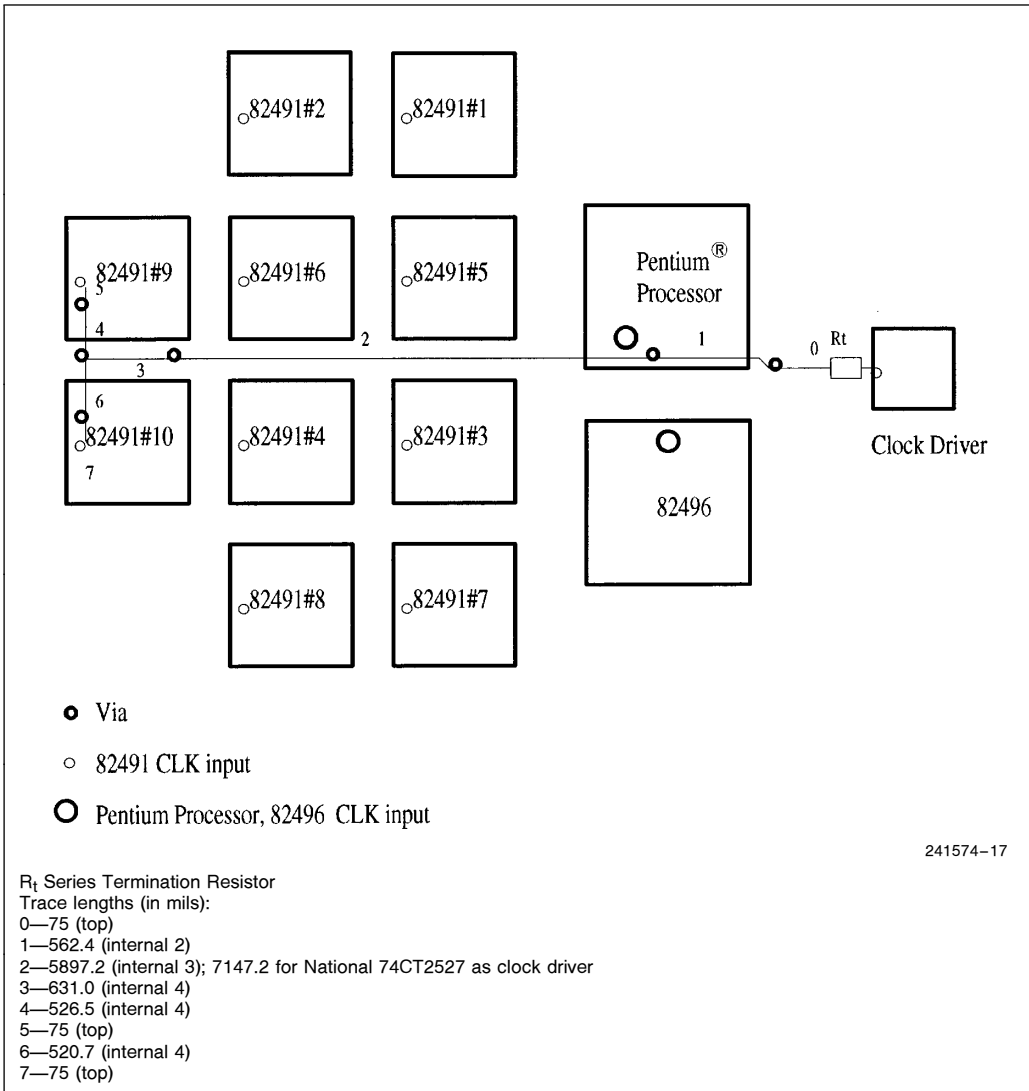 82491#2
82491#1
82491#9
82491#6
82491#5
Pentium®
Processor
5
4
2
1
0
Rt
3
6
82491#10
82491#4
82491#3
Clock Driver
7
82496
82491#8
82491#7
Via
82491 CLK input
Pentium Processor, 82496 CLK input
241574–17
Rt Series Termination Resistor
Trace lengths (in mils):
0—75 (top)
1—562.4 (internal 2)
2—5897.2 (internal 3); 7147.2 for National 74CT2527 as clock driver
3—631.0 (internal 4)
4—526.5 (internal 4)
5—75 (top)
6—520.7 (internal 4)
7—75 (top)